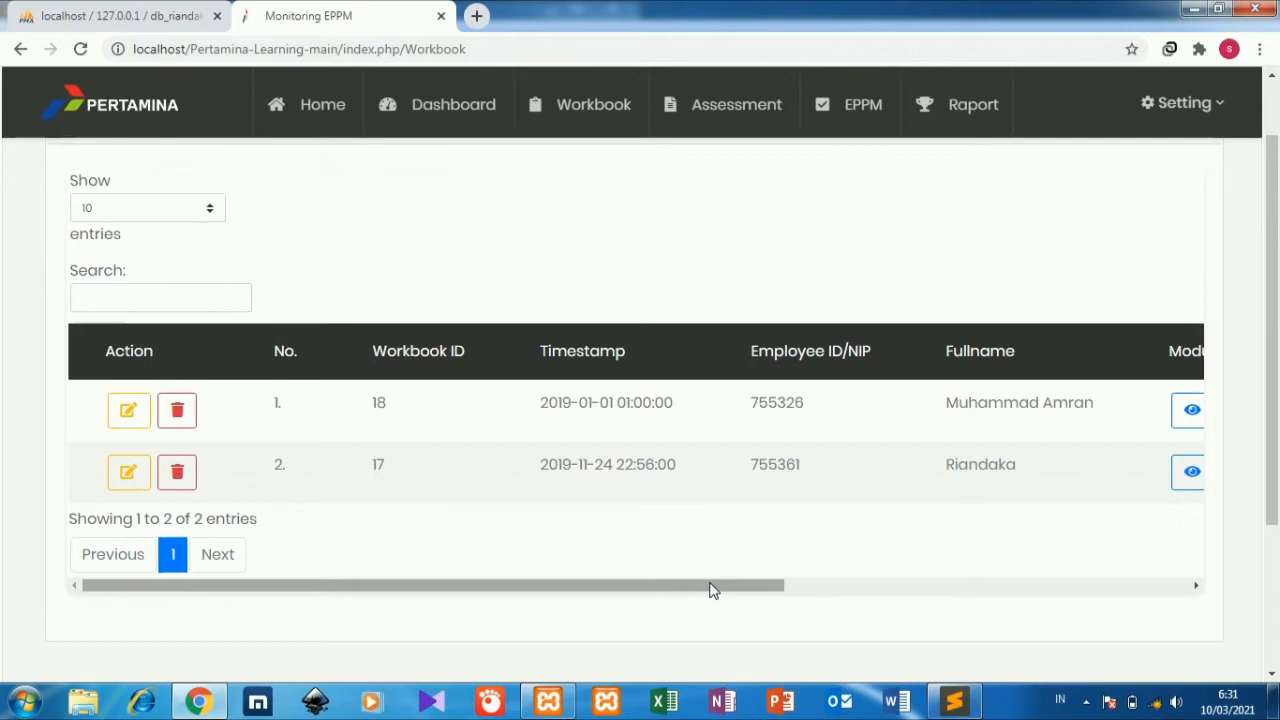 localhost / 127.0.0.1 / db_rianda
Monitoring EPPM
localhost/Pertamina-Learning-main/index.php/Workbook
S
PERTAMINA
Home
Dashboard
Workbook
Assessment
EPPM
Raport
Setting
Show
10
entries
Search:
Action No. Workbook ID Timestamp Employee ID/NIP Fullname Modu
1. 18 2019-01-01 01:00:00 755326 Muhammad Amran
2. 17 2019-11-24 22:56:00 755361 Riandaka
Showing 1 to 2 of 2 entries
Previous 1 Next
IN
6:31
10/03/2021